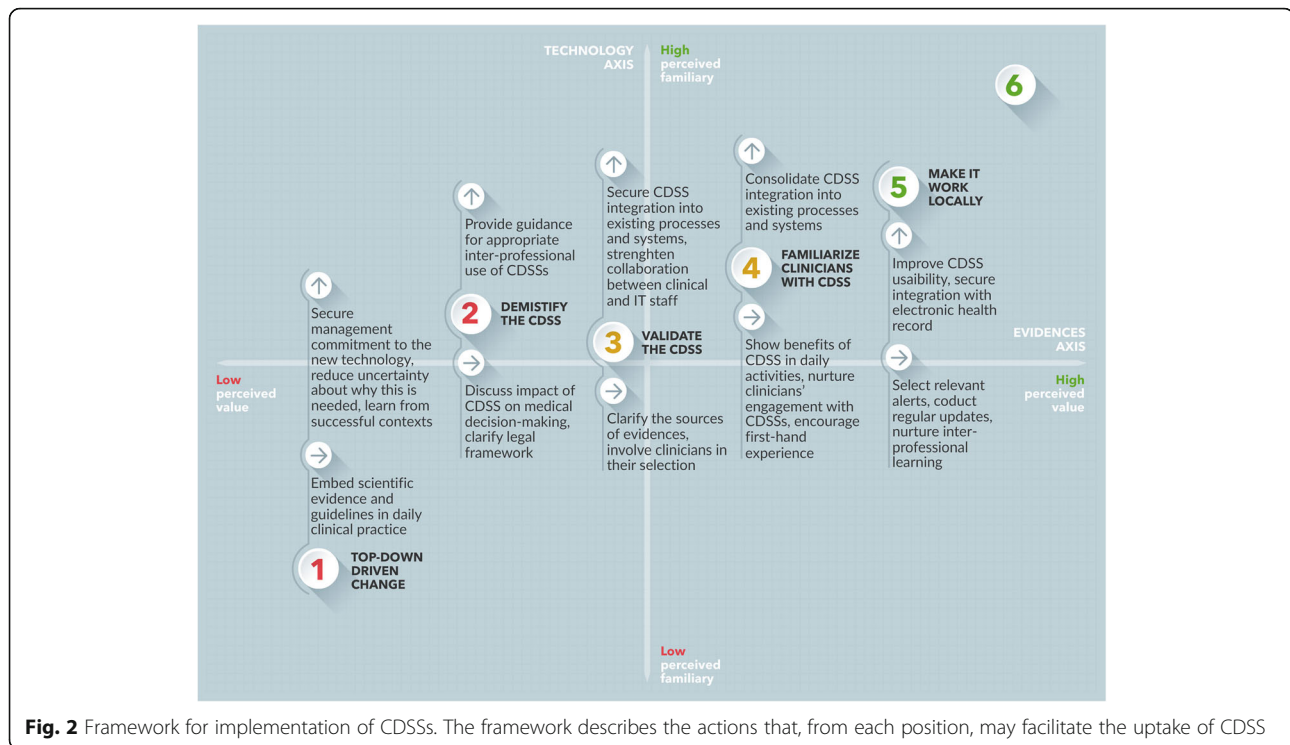 TECHNOLOGY
AXIS
High
perceived
familiary
6
Secure
management
commitment to the
new technology,
reduce uncertainty
about why this is
needed, learn from
successful contexts
Embed scientific
evidence and
guidelines in daily
clinical practice
1
TOP-DOWN
DRIVEN
CHANGE
Provide guidance
for appropriate
inter-professional
use of CDSSs
2
DEMISTIFY
THE CDSS
Discuss impact of
CDSS on medical
decision-making,
clarify legal
framework
Secure CDSS
integration into
existing processes
and systems,
strenghten
collaboration
between clinical
and IT staff
3
VALIDATE
THE CDSS
Clarify the sources
of evidences,
involve clinicians in
their selection
Consolidate CDSS
integration into
existing processes
and systems
4
FAMILIARIZE
CLINICIANS
WITH CDSS
Show benefits of
CDSS in daily
activities, nurture
clinicians'
engagement with
CDSSs, encourage
first-hand
experience
5
MAKE IT
WORK
LOCALLY
Improve CDSS
usaibility, secure
integration with
electronic health
record
Select relevant
alerts, coduct
regular updates,
nurture inter-
professional
learning
EVIDENCES
AXIS
Low
perceived
value
High
perceived
value
Low
perceived
familiary
Fig. 2 Framework for implementation of CDSSs. The framework describes the actions that, from each position, may facilitate the uptake of CDSS